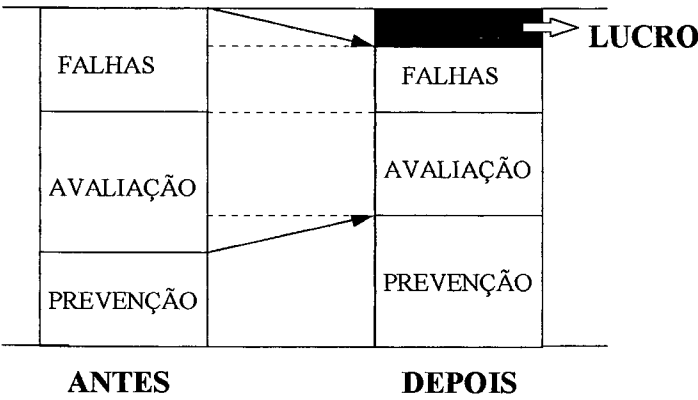 LUCRO
FALHAS
FALHAS
AVALIAÇÃO
AVALIAÇÃO
PREVENÇÃO
PREVENÇÃO
ANTES
DEPOIS